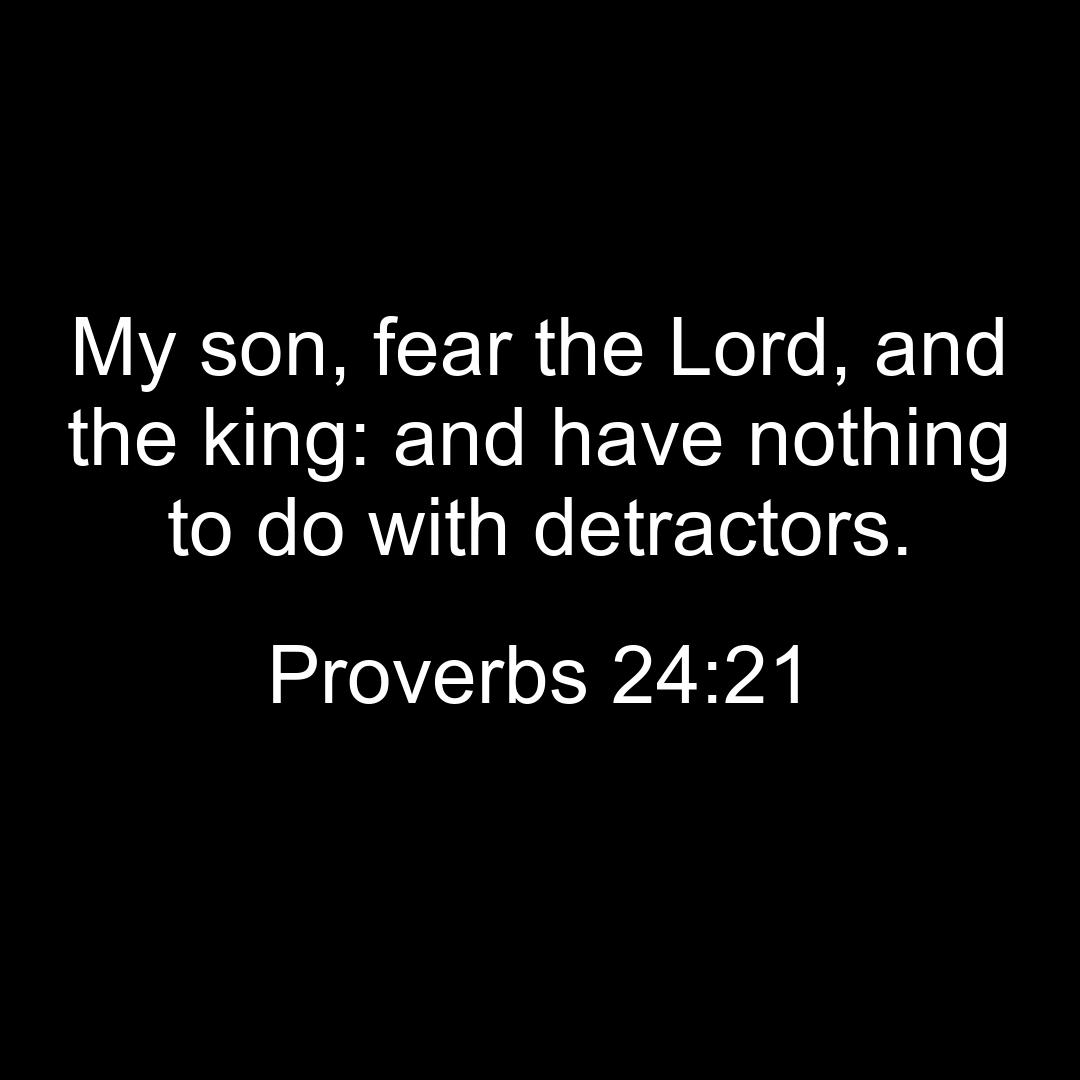 My son, fear the Lord, and
the king: and have nothing
to do with detractors.
Proverbs 24:21